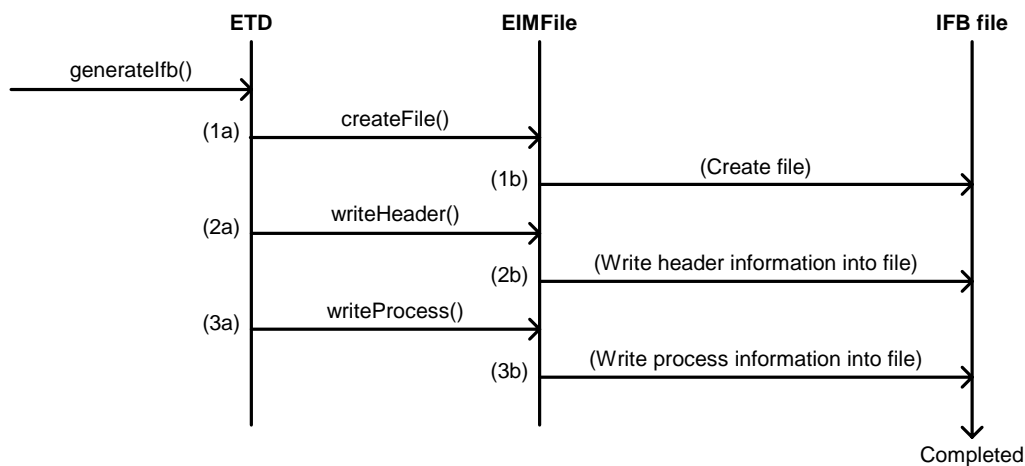 ETD EIMFile IFB file
generateIfb()
(1a) createFile()
(1b) (Create file)
(2a) writeHeader()
(2b) (Write header information into file)
(3a) writeProcess()
(3b) (Write process information into file)
Completed